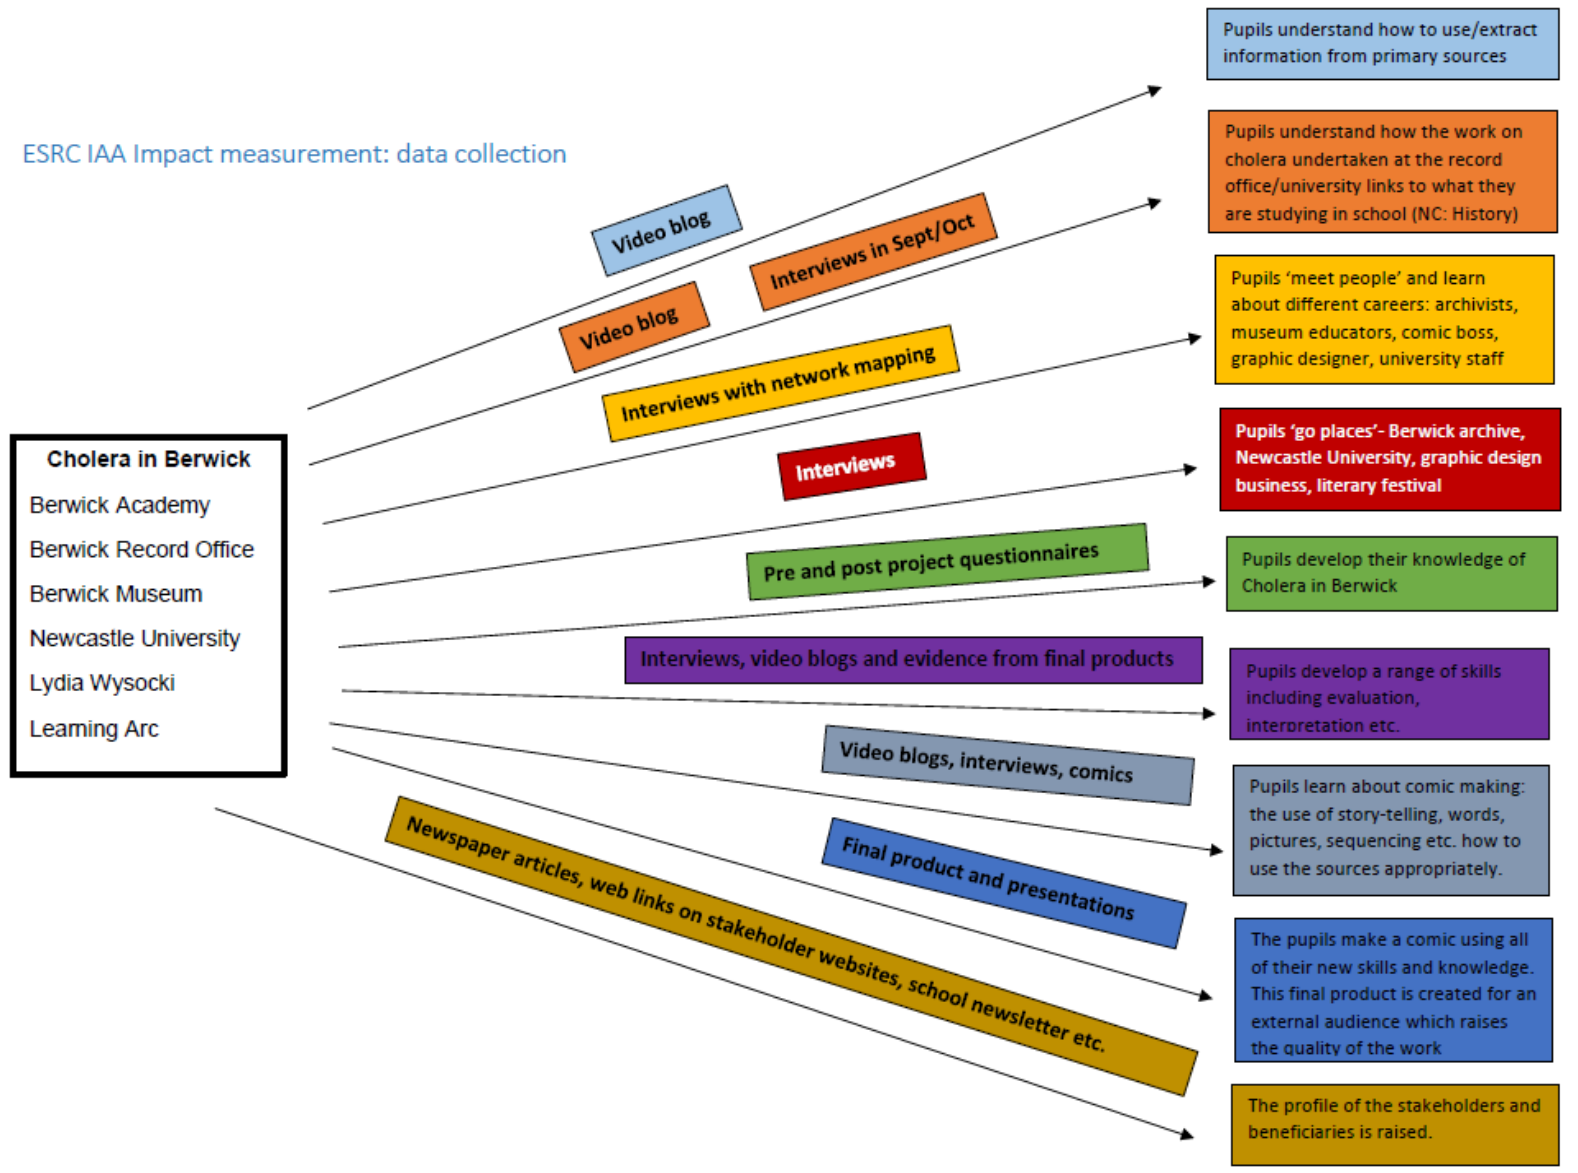 ESRC IAA Impact measurement: data collection
Cholera in Berwick
Berwick Academy
Berwick Record Office
Berwick Museum
Newcastle University
Lydia Wysocki
Learning Arc
Video blog
Video blog
Interviews in Sept/Oct
Interviews with network mapping
Interviews
Pre and post project questionnaires
Interviews, video blogs and evidence from final products
Video blogs, interviews, comics
Final product and presentations
Newspaper articles, web links on stakeholder websites, school newsletter etc.
Pupils understand how to use/extract
information from primary sources
Pupils understand how the work on
cholera undertaken at the record
office/university links to what they
are studying in school (NC: History)
Pupils ‘meet people’ and learn
about different careers: archivists,
museum educators, comic boss,
graphic designer, university staff
Pupils ‘go places’- Berwick archive,
Newcastle University, graphic design
business, literary festival
Pupils develop their knowledge of
Cholera in Berwick
Pupils develop a range of skills
including evaluation,
interpretation etc.
Pupils learn about comic making:
the use of story-telling, words,
pictures, sequencing etc. how to
use the sources appropriately.
The pupils make a comic using all
of their new skills and knowledge.
This final product is created for an
external audience which raises
the quality of the work
The profile of the stakeholders and
beneficiaries is raised.